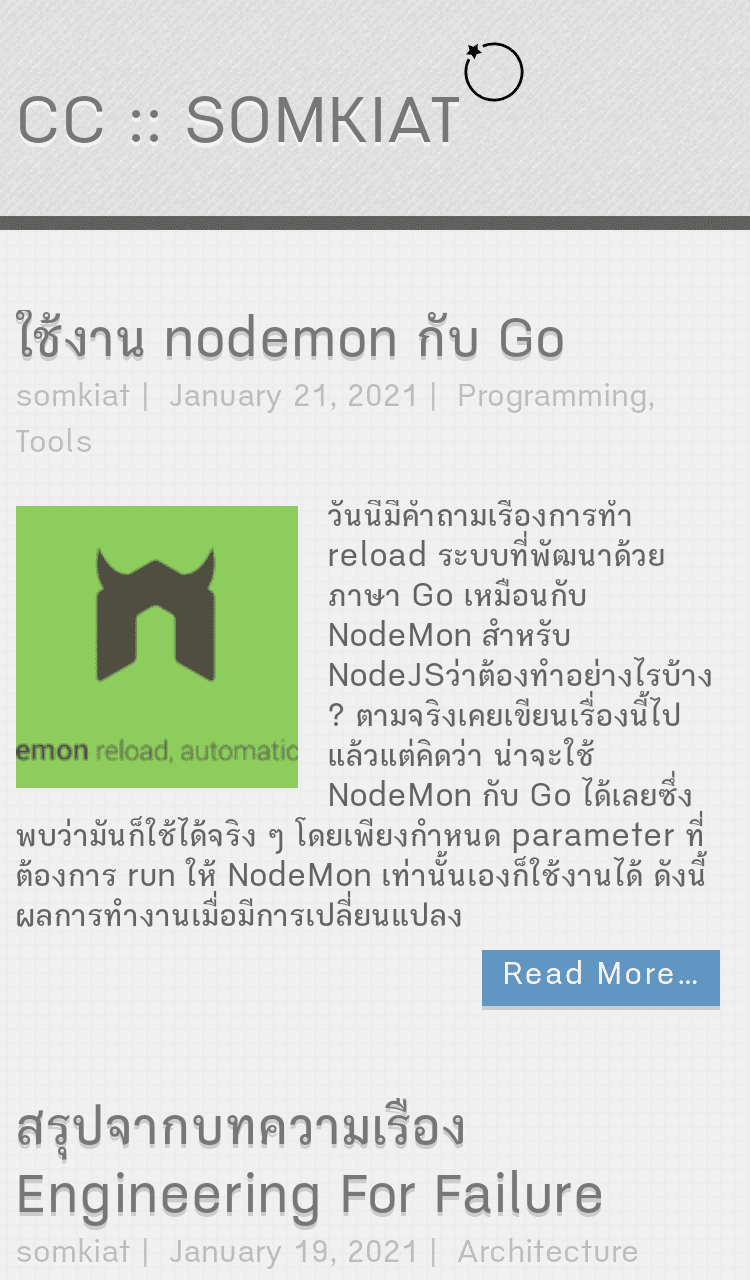 CC :: SOMKIAT
ใช้งาน nodemon กับ Go
somkiat | January 21, 2021 | Programming,
Tools
วันนี้มีคำถามเรื่องการทำ
reload ระบบที่พัฒนาด้วย
ภาษา Go เหมือนกับ
NodeMon สำหรับ
NodeJSว่าต้องทำอย่างไรบ้าง
? ตามจริงเคยเขียนเรื่องนี้ไป
แล้วแต่คิดว่า น่าจะใช้
NodeMon กับ Go ได้เลยซึ่ง
emon reload, automatic
พบว่ามันก็ใช้ได้จริง ๆ โดยเพียงกำหนด parameter ที่
ต้องการ run ให้ NodeMon เท่านั้นเองก็ใช้งานได้ ดังนี้
ผลการทำงานเมื่อมีการเปลี่ยนแปลง
Read More…
สรุปจากบทความเรื่อง
Engineering For Failure
somkiat | January 19, 2021 | Architecture